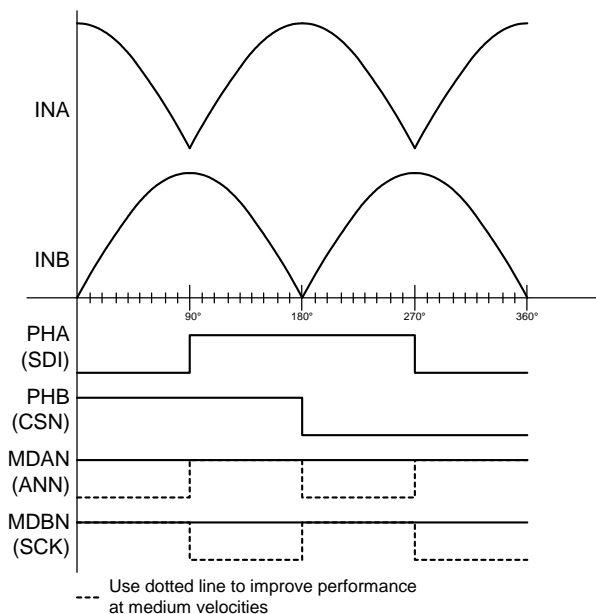 INA
INB
90°
180°
270°
360°
PHA
(SDI)
PHB
(CSN)
MDAN
(ANN)
MDBN
(SCK)
Use dotted line to improve performance
at medium velocities